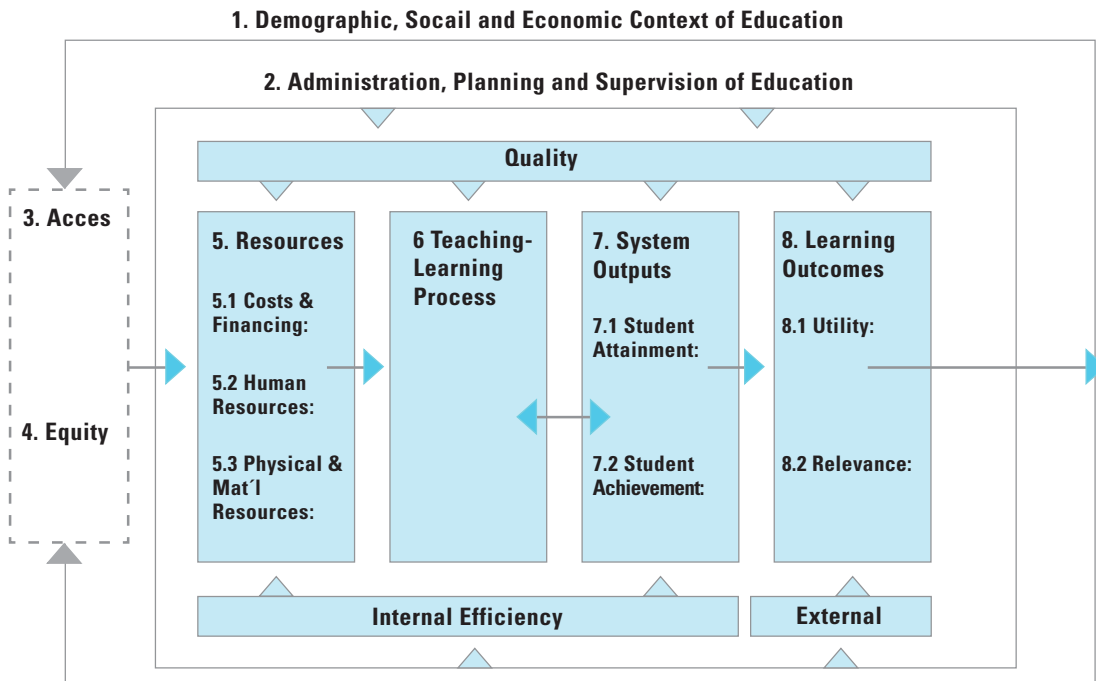 1. Demographic, Socail and Economic Context of Education
2. Administration, Planning and Supervision of Education
Quality
3. Acces
4. Equity
5. Resources
5.1 Costs &
Financing:
5.2 Human
Resources:
5.3 Physical &
Mat´l
Resources:
6 Teaching-
Learning
Process
7. System
Outputs
7.1 Student
Attainment:
7.2 Student
Achievement:
8. Learning
Outcomes
8.1 Utility:
8.2 Relevance:
Internal Efficiency
External